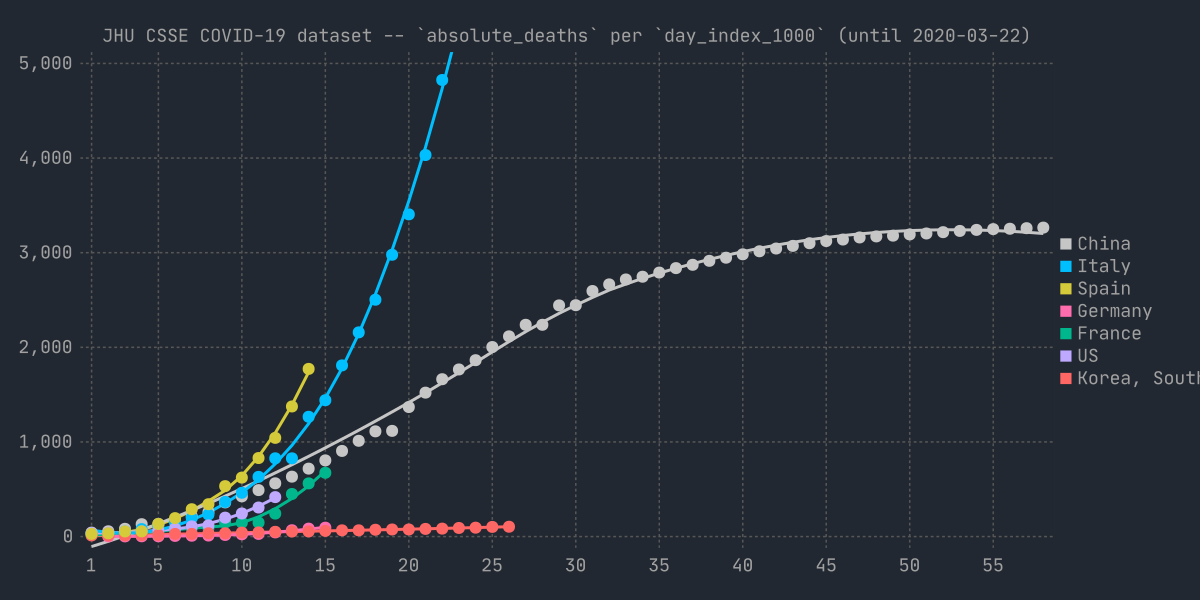 JHU CSSE COVID-19 dataset -- `absolute_deaths` per `day_index_1000` (until 2020-03-22)
5,000
4,000
3,000
2,000
1,000
0
1 5 10 15 20 25 30 35 40 45 50 55
China
Italy
Spain
Germany
France
US
Korea, South